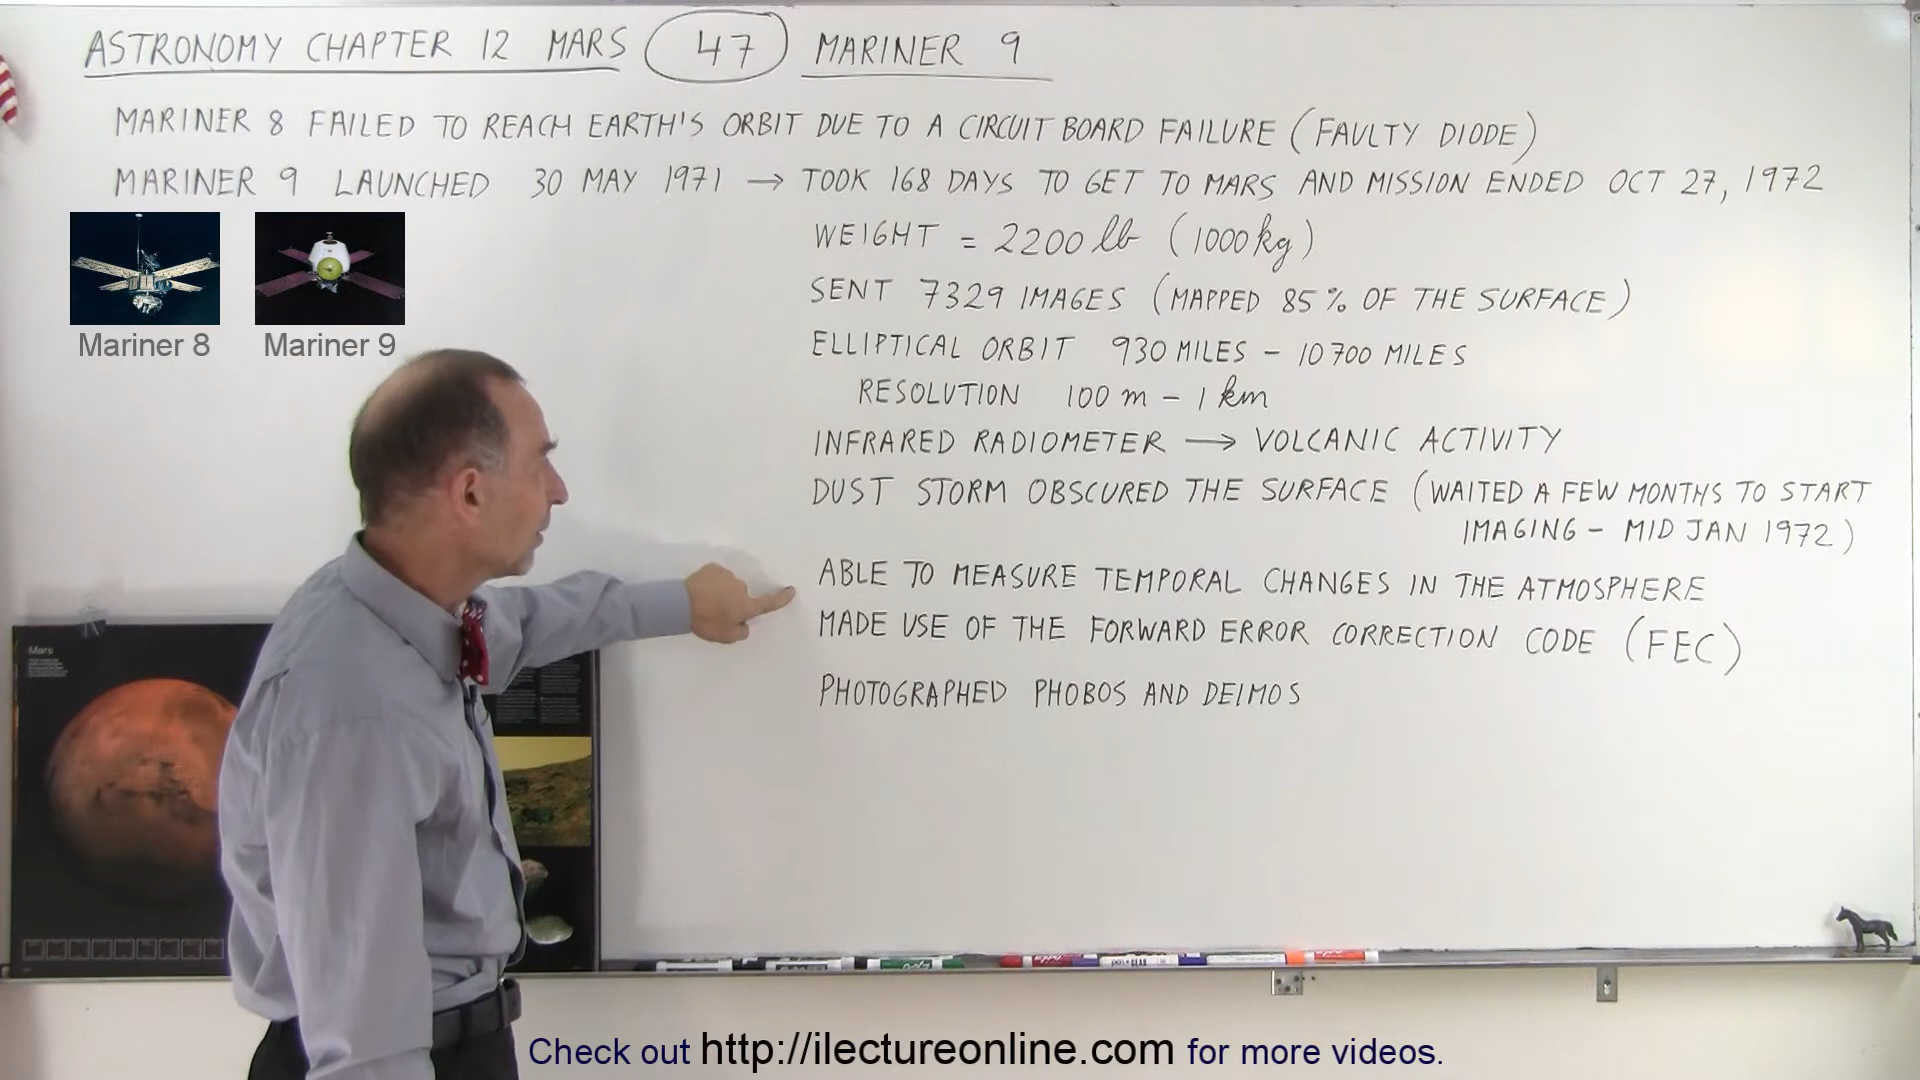 ASTRONOMY CHAPTER 12 MARS 47 MARINER 9
MARINER 8 FAILED TO REACH EARTH'S ORBIT DUE TO A CIRCUIT BOARD FAILURE (FAULTY DIODE)
MARINER 9 LAUNCHED 30 MAY 1971 → TOOK 168 DAYS TO GET TO MARS AND MISSION ENDED OCT 27, 1972
Mariner 8 Mariner 9
WEIGHT = 2200 lb (1000 kg)
SENT 7329 IMAGES (MAPPED 85% OF THE SURFACE)
ELLIPTICAL ORBIT 930 MILES - 10700 MILES
RESOLUTION 100 m - 1 km
INFRARED RADIOMETER → VOLCANIC ACTIVITY
DUST STORM OBSCURED THE SURFACE (WAITED A FEW MONTHS TO START
IMAGING - MID JAN 1972)
ABLE TO MEASURE TEMPORAL CHANGES IN THE ATMOSPHERE
MADE USE OF THE FORWARD ERROR CORRECTION CODE (FEC)
PHOTOGRAPHED PHOBOS AND DEIMOS
Mars
Check out http://ilectureonline.com for more videos.